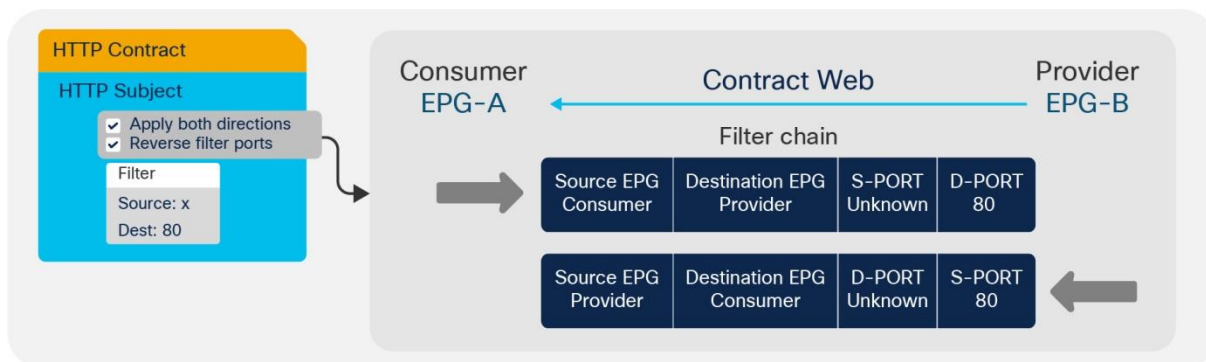 HTTP Contract
HTTP Subject
Apply both directions
Reverse filter ports
Filter
Source: x
Dest: 80
Consumer
EPG-A
Contract Web
Provider
EPG-B
Filter chain
Source EPG
Consumer
Destination EPG
Provider
S-PORT
Unknown
D-PORT
80
Source EPG
Provider
Destination EPG
Consumer
D-PORT
Unknown
S-PORT
80